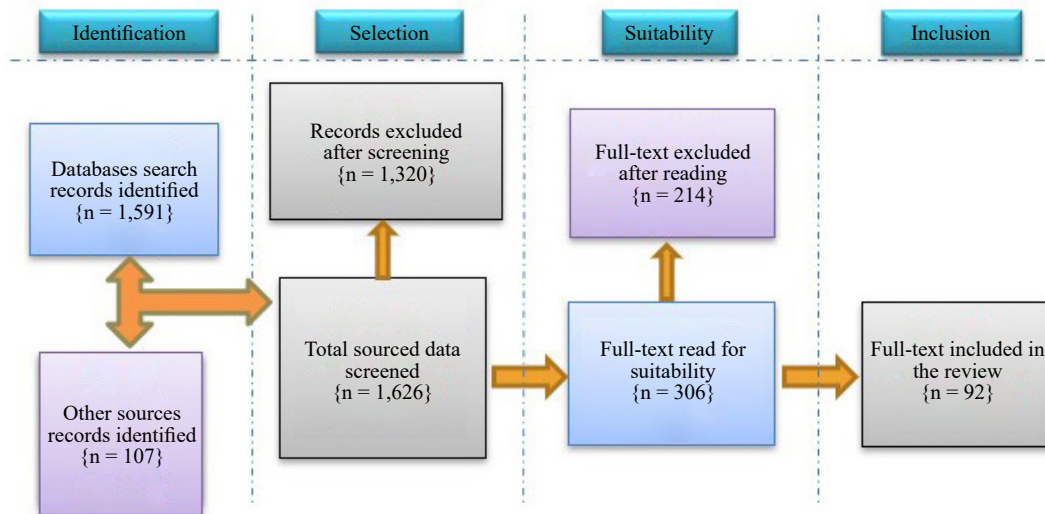 Identification
Selection
Suitability
Inclusion
Databases search
records identified
{n = 1,591}
Other sources
records identified
{n = 107}
Records excluded
after screening
{n = 1,320}
Total sourced data
screened
{n = 1,626}
Full-text excluded
after reading
{n = 214}
Full-text read for
suitability
{n = 306}
Full-text included in
the review
{n = 92}